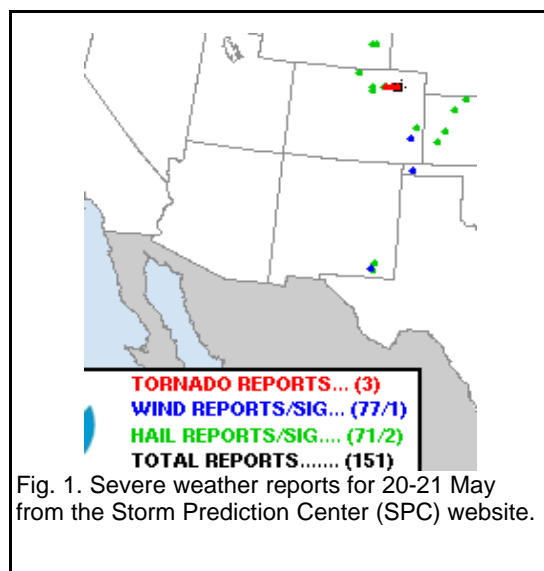 TORNADO REPORTS... (3)
WIND REPORTS/SIG... (77/1)
HAIL REPORTS/SIG.... (71/2)
TOTAL REPORTS....... (151)
Fig. 1. Severe weather reports for 20-21 May
from the Storm Prediction Center (SPC) website.